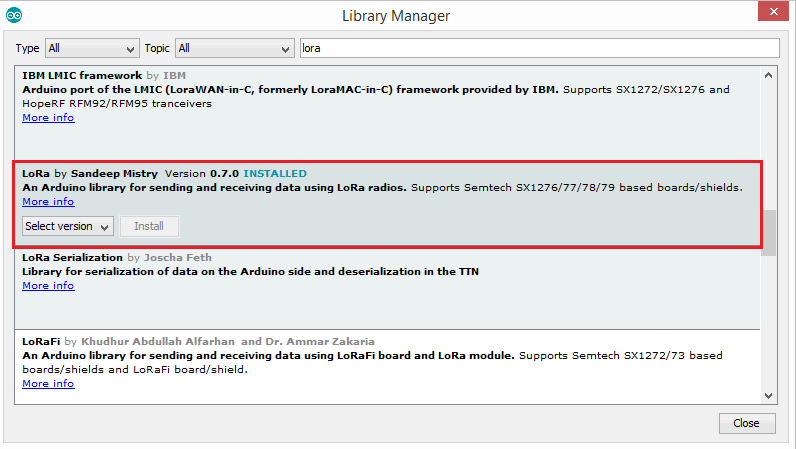 Library Manager
Type All Topic All lora
IBM LMIC framework by IBM
Arduino port of the LMIC (LoraWAN-in-C, formerly LoraMAC-in-C) framework provided by IBM. Supports SX1272/SX1276 and
HopeRF RFM92/RFM95 tranceivers
More info
LoRa by Sandeep Mistry Version 0.7.0 INSTALLED
An Arduino library for sending and receiving data using LoRa radios. Supports Semtech SX1276/77/78/79 based boards/shields.
More info
Select version Install
LoRa Serialization by Joscha Feth
Library for serialization of data on the Arduino side and deserialization in the TTN
More info
LoRaFi by Khudhur Abdullah Alfarhan and Dr. Ammar Zakaria
An Arduino library for sending and receiving data using LoRaFi board and LoRa module. Supports Semtech SX1272/73 based
boards/shields and LoRaFi board/shield.
More info
Close